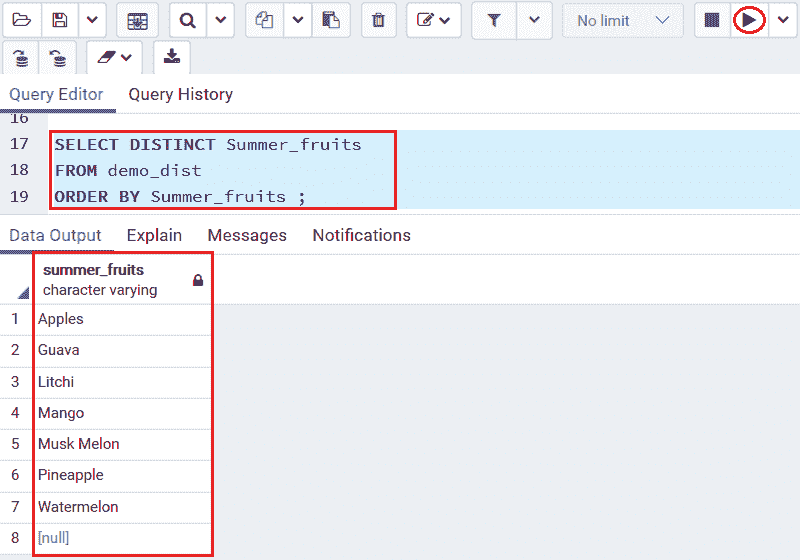 No limit
Query Editor Query History
16
17 SELECT DISTINCT Summer_fruits
18 FROM demo_dist
19 ORDER BY Summer_fruits ;
Data Output Explain Messages Notifications
summer_fruits
character varying
1 Apples
2 Guava
3 Litchi
4 Mango
5 Musk Melon
6 Pineapple
7 Watermelon
8 [null]